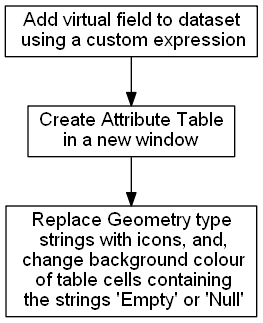 Add virtual field to dataset
using a custom expression
Create Attribute Table
in a new window
Replace Geometry type
strings with icons, and,
change background colour
of table cells containing
the strings 'Empty' or 'Null'